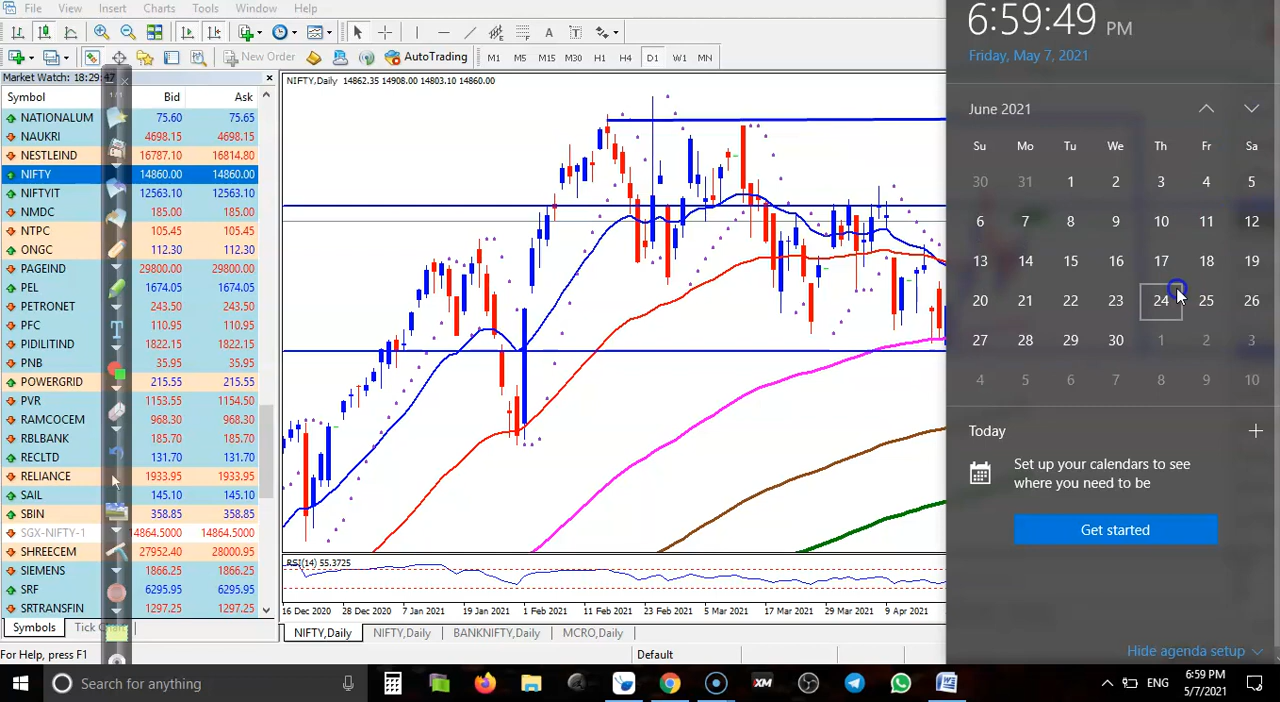 File View Insert Charts Tools Window Help
New Order AutoTrading M1 M5 M15 M30 H1 H4 D1 W1 MN
Market Watch: 18:29:47
Symbol Bid Ask
NATIONALUM 75.60 75.65
NAUKRI 4698.15 4698.15
NESTLEIND 16787.10 16814.80
NIFTY 14860.00 14860.00
NIFTYIT 12563.10 12563.10
NMDC 185.00 185.00
NTPC 105.45 105.45
ONGC 112.30 112.30
PAGEIND 29800.00 29800.00
PEL 1674.05 1674.05
PETRONET 243.50 243.50
PFC 110.95 110.95
PIDILITIND 1822.15 1822.15
PNB 35.95 35.95
POWERGRID 215.55 215.55
PVR 1153.55 1154.50
RAMCOCEM 968.30 968.30
RBLBANK 185.70 185.70
RECLTD 131.70 131.70
RELIANCE 1933.95 1933.95
SAIL 145.10 145.10
SBIN 358.85 358.85
SGX-NIFTY-1 14864.5000 14864.5000
SHREECEM 27952.40 28000.95
SIEMENS 1866.25 1866.25
SRF 6295.95 6295.95
SRTRANSFIN 1297.25 1297.25
Symbols Tick
For Help, press F1
NIFTY,Daily 14862.35 14908.00 14803.10 14860.00
RSI(14) 55.3725
16 Dec 2020 28 Dec 2020 7 Jan 2021 19 Jan 2021 1 Feb 2021 11 Feb 2021 23 Feb 2021 5 Mar 2021 17 Mar 2021 29 Mar 2021 9 Apr 2021
NIFTY,Daily NIFTY,Daily BANKNIFTY,Daily MCRO,Daily
Default
6:59:49 PM
Friday, May 7, 2021
June 2021
Su Mo Tu We Th Fr Sa
30 31 1 2 3 4 5
6 7 8 9 10 11 12
13 14 15 16 17 18 19
20 21 22 23 24 25 26
27 28 29 30 1 2 3
4 5 6 7 8 9 10
Today
Set up your calendars to see
where you need to be
Get started
Hide agenda setup
Search for anything
XM
ENG
6:59 PM
5/7/2021